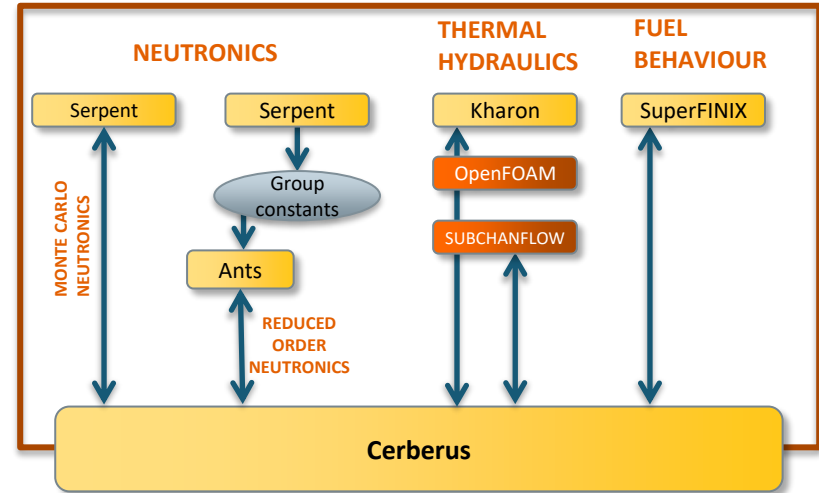 NEUTRONICS
THERMAL
HYDRAULICS
FUEL
BEHAVIOUR
Serpent
Serpent
Kharon
SuperFINIX
OpenFOAM
Group
constants
SUBCHANFLOW
Ants
MONTE CARLO
NEUTRONICS
REDUCED
ORDER
NEUTRONICS
Cerberus